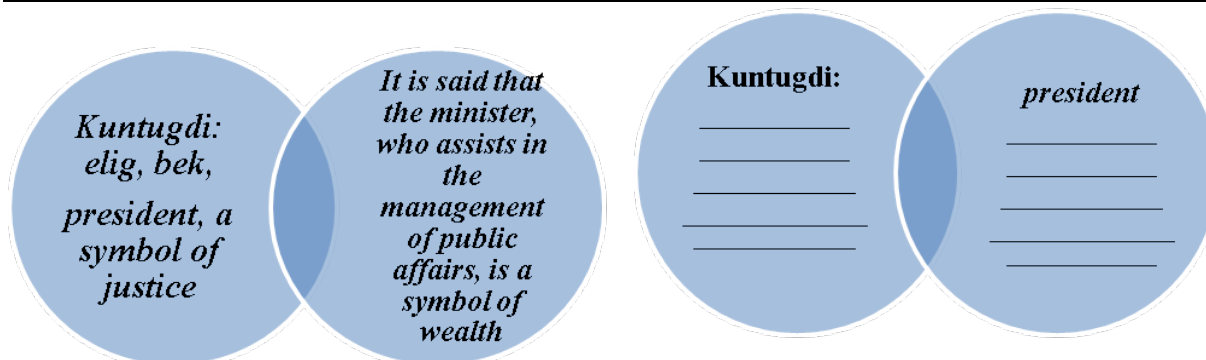 Kuntugdi:
elig, bek,
president, a
symbol of
justice
It is said that
the minister,
who assists in
the
management
of public
affairs, is a
symbol of
wealth
Kuntugdi:
president